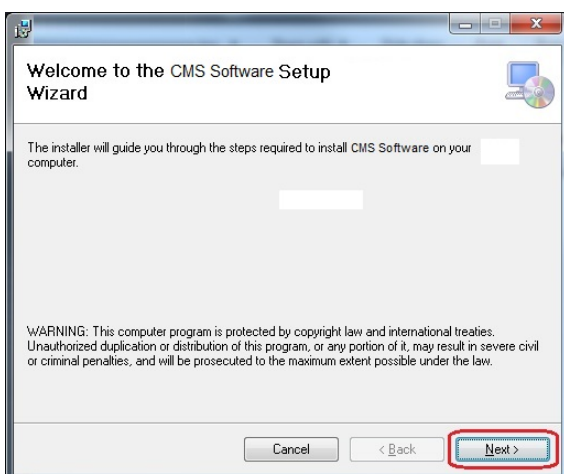 Welcome to the CMS Software Setup
Wizard
The installer will guide you through the steps required to install CMS Software on your
computer.
WARNING: This computer program is protected by copyright law and international treaties.
Unauthorized duplication or distribution of this program, or any portion of it, may result in severe civil
or criminal penalties, and will be prosecuted to the maximum extent possible under the law.
Cancel
< Back
Next >